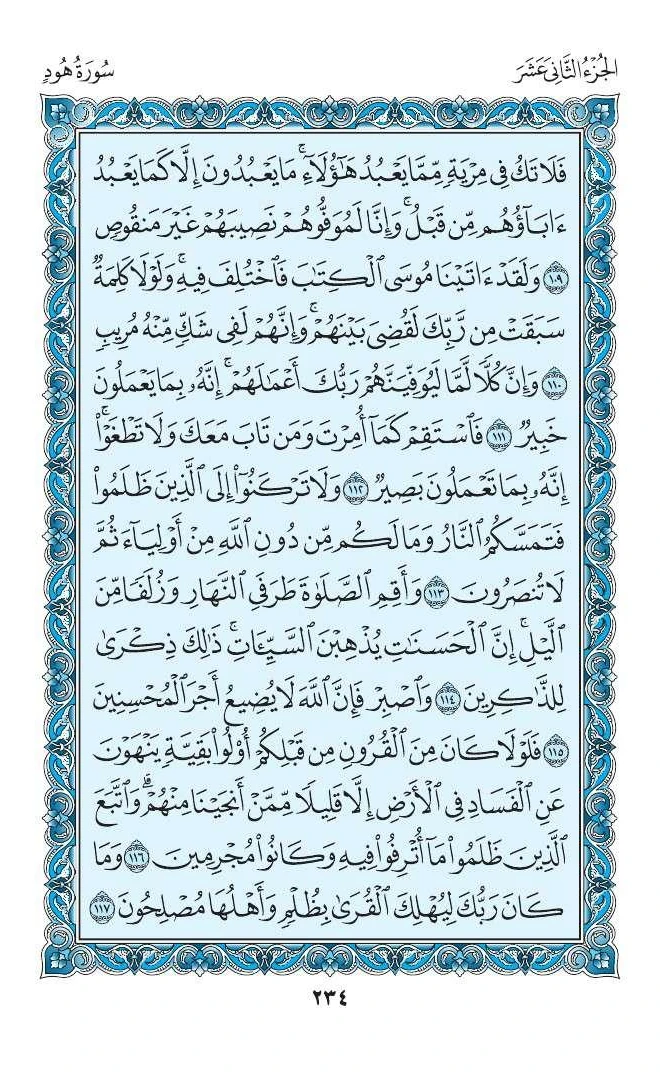 الجُزْءُ الثَّانِي عَشَرَ
سُورَةُ هُودٍ
فَلَا تَكُ فِي مِرْيَةٍ مِّمَّا يَعْبُدُ هَٰٓؤُلَآءِۚ مَا يَعْبُدُونَ إِلَّا كَمَا يَعْبُدُ
ءَابَآؤُهُم مِّن قَبْلُۚ وَإِنَّا لَمُوَفُّوهُمْ نَصِيبَهُمْ غَيْرَ مَنقُوصٍ
١٠٩ وَلَقَدْ ءَاتَيْنَا مُوسَى ٱلْكِتَٰبَ فَٱخْتُلِفَ فِيهِۚ وَلَوْلَا كَلِمَةٌ
سَبَقَتْ مِن رَّبِّكَ لَقُضِيَ بَيْنَهُمْۚ وَإِنَّهُمْ لَفِي شَكٍّ مِّنْهُ مُرِيبٍ
١١٠ وَإِنَّ كُلًّا لَّمَّا لَيُوَفِّيَنَّهُمْ رَبُّكَ أَعْمَٰلَهُمْۚ إِنَّهُۥ بِمَا يَعْمَلُونَ
خَبِيرٌ ١١١ فَٱسْتَقِمْ كَمَآ أُمِرْتَ وَمَن تَابَ مَعَكَ وَلَا تَطْغَوْا۟ۚ
إِنَّهُۥ بِمَا تَعْمَلُونَ بَصِيرٌ ١١٢ وَلَا تَرْكَنُوٓا۟ إِلَى ٱلَّذِينَ ظَلَمُوا۟
فَتَمَسَّكُمُ ٱلنَّارُ وَمَا لَكُم مِّن دُونِ ٱللَّهِ مِنْ أَوْلِيَآءَ ثُمَّ
لَا تُنصَرُونَ ١١٣ وَأَقِمِ ٱلصَّلَوٰةَ طَرَفَيِ ٱلنَّهَارِ وَزُلَفًا مِّنَ
ٱلَّيْلِۚ إِنَّ ٱلْحَسَنَٰتِ يُذْهِبْنَ ٱلسَّيِّـَٔاتِۚ ذَٰلِكَ ذِكْرَىٰ
لِلذَّٰكِرِينَ ١١٤ وَٱصْبِرْ فَإِنَّ ٱللَّهَ لَا يُضِيعُ أَجْرَ ٱلْمُحْسِنِينَ
١١٥ فَلَوْلَا كَانَ مِنَ ٱلْقُرُونِ مِن قَبْلِكُمْ أُو۟لُوا۟ بَقِيَّةٍ يَنْهَوْنَ
عَنِ ٱلْفَسَادِ فِي ٱلْأَرْضِ إِلَّا قَلِيلًا مِّمَّنْ أَنجَيْنَا مِنْهُمْۗ وَٱتَّبَعَ
ٱلَّذِينَ ظَلَمُوا۟ مَآ أُتْرِفُوا۟ فِيهِ وَكَانُوا۟ مُجْرِمِينَ ١١٦ وَمَا
كَانَ رَبُّكَ لِيُهْلِكَ ٱلْقُرَىٰ بِظُلْمٍ وَأَهْلُهَا مُصْلِحُونَ ١١٧
٢٣٤